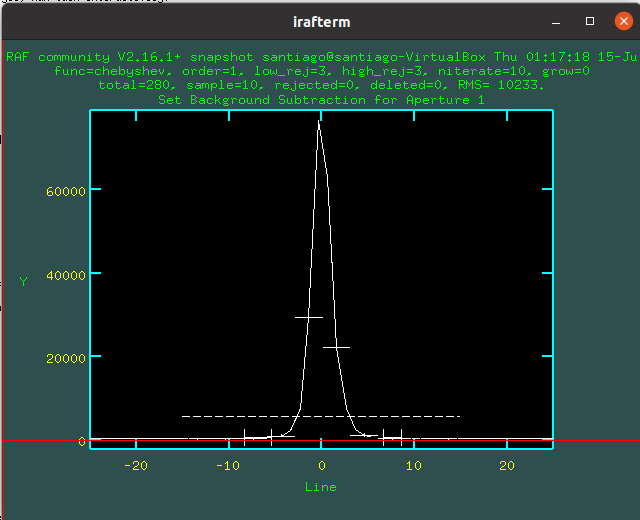 irafterm
RAF community V2.16.1+ snapshot santiago@santiago-VirtualBox Thu 01:17:18 15-Ju
func=chebyshev, order=1, low_rej=3, high_rej=3, niterate=10, grow=0
total=280, sample=10, rejected=0, deleted=0, RMS= 10233.
Set Background Subtraction for Aperture 1
60000
40000
Y
20000
0
-20 -10 0 10 20
Line